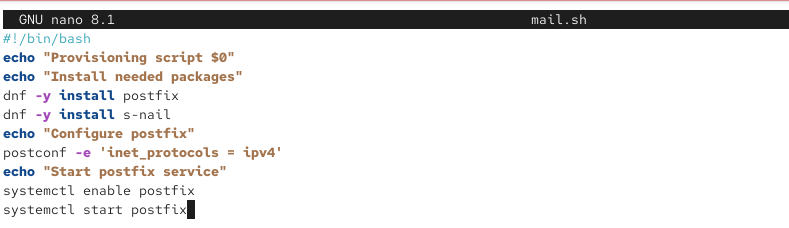 GNU nano 8.1 mail.sh
#!/bin/bash
echo "Provisioning script $0"
echo "Install needed packages"
dnf -y install postfix
dnf -y install s-nail
echo "Configure postfix"
postconf -e 'inet_protocols = ipv4'
echo "Start postfix service"
systemctl enable postfix
systemctl start postfix